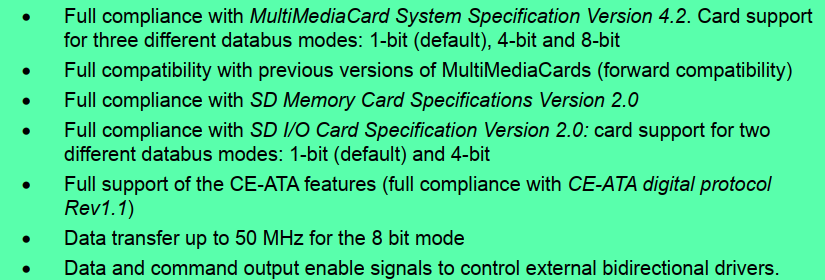 • Full compliance with MultiMediaCard System Specification Version 4.2. Card support
for three different databus modes: 1-bit (default), 4-bit and 8-bit
• Full compatibility with previous versions of MultiMediaCards (forward compatibility)
• Full compliance with SD Memory Card Specifications Version 2.0
• Full compliance with SD I/O Card Specification Version 2.0: card support for two
different databus modes: 1-bit (default) and 4-bit
• Full support of the CE-ATA features (full compliance with CE-ATA digital protocol
Rev1.1)
• Data transfer up to 50 MHz for the 8 bit mode
• Data and command output enable signals to control external bidirectional drivers.